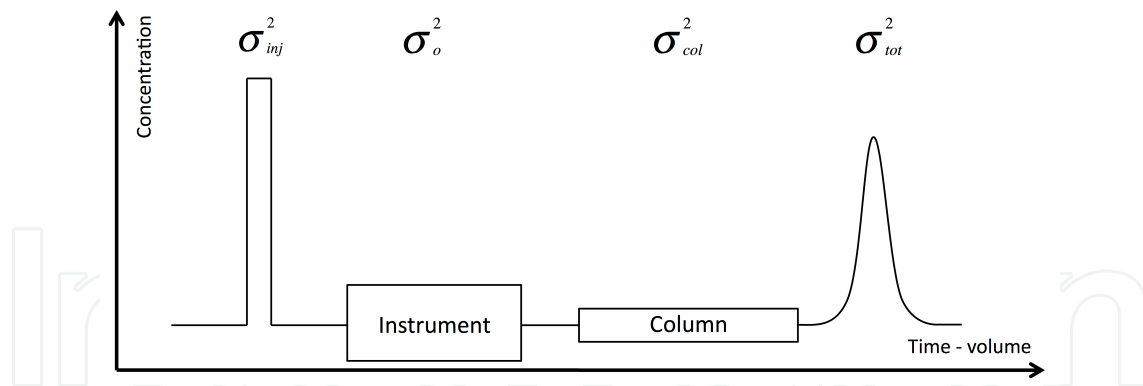 σ²inj
σ²o
σ²col
σ²tot
Concentration
Instrument
Column
Time - volume